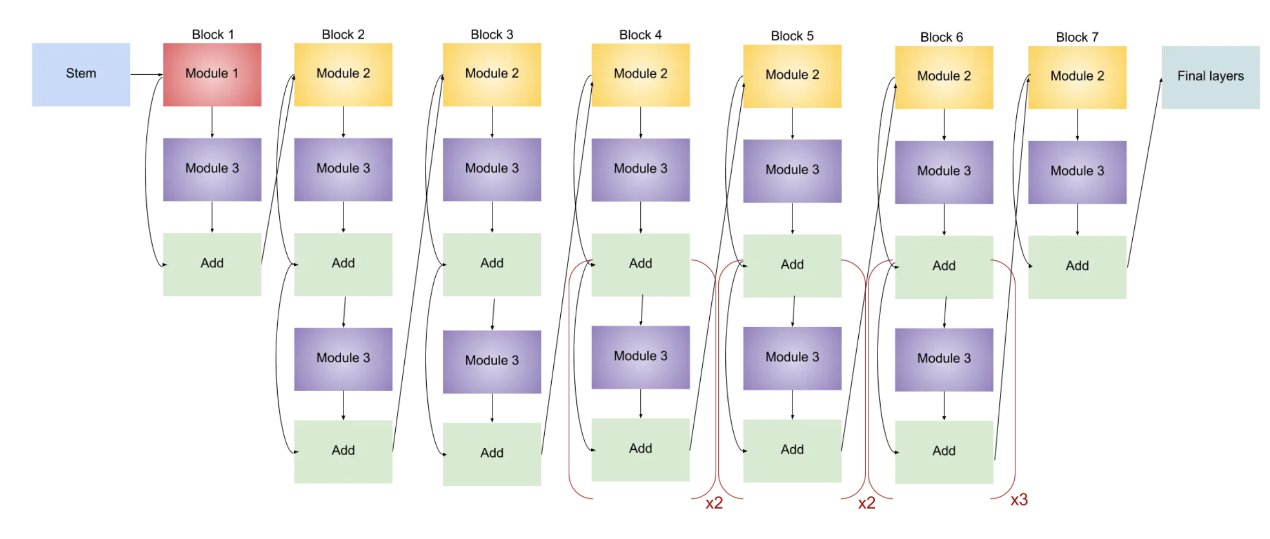 Block 1
Block 2
Block 3
Block 4
Block 5
Block 6
Block 7
Stem
Module 1
Module 2
Module 2
Module 2
Module 2
Module 2
Module 2
Final layers
Module 3
Module 3
Module 3
Module 3
Module 3
Module 3
Module 3
Add
Add
Add
Add
Add
Add
Add
Module 3
Module 3
Module 3
Module 3
Module 3
Add
Add
Add
Add
Add
x2
x2
x3